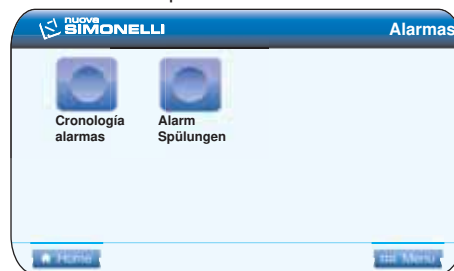 nuova
SIMONELLI
Alarmas
Cronología
alarmas
Alarm
Spülungen
Home
Menu